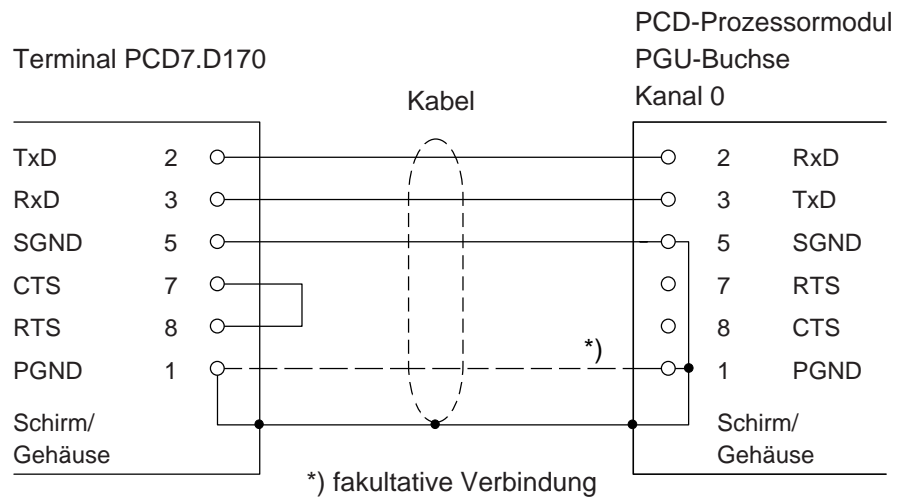 PCD-Prozessormodul
Terminal PCD7.D170
PGU-Buchse
Kabel
Kanal 0
TxD 2 2 RxD
RxD 3 3 TxD
SGND 5 5 SGND
CTS 7 7 RTS
RTS 8 8 CTS
*)
PGND 1 1 PGND
Schirm/ Schirm/
Gehäuse Gehäuse
*) fakultative Verbindung